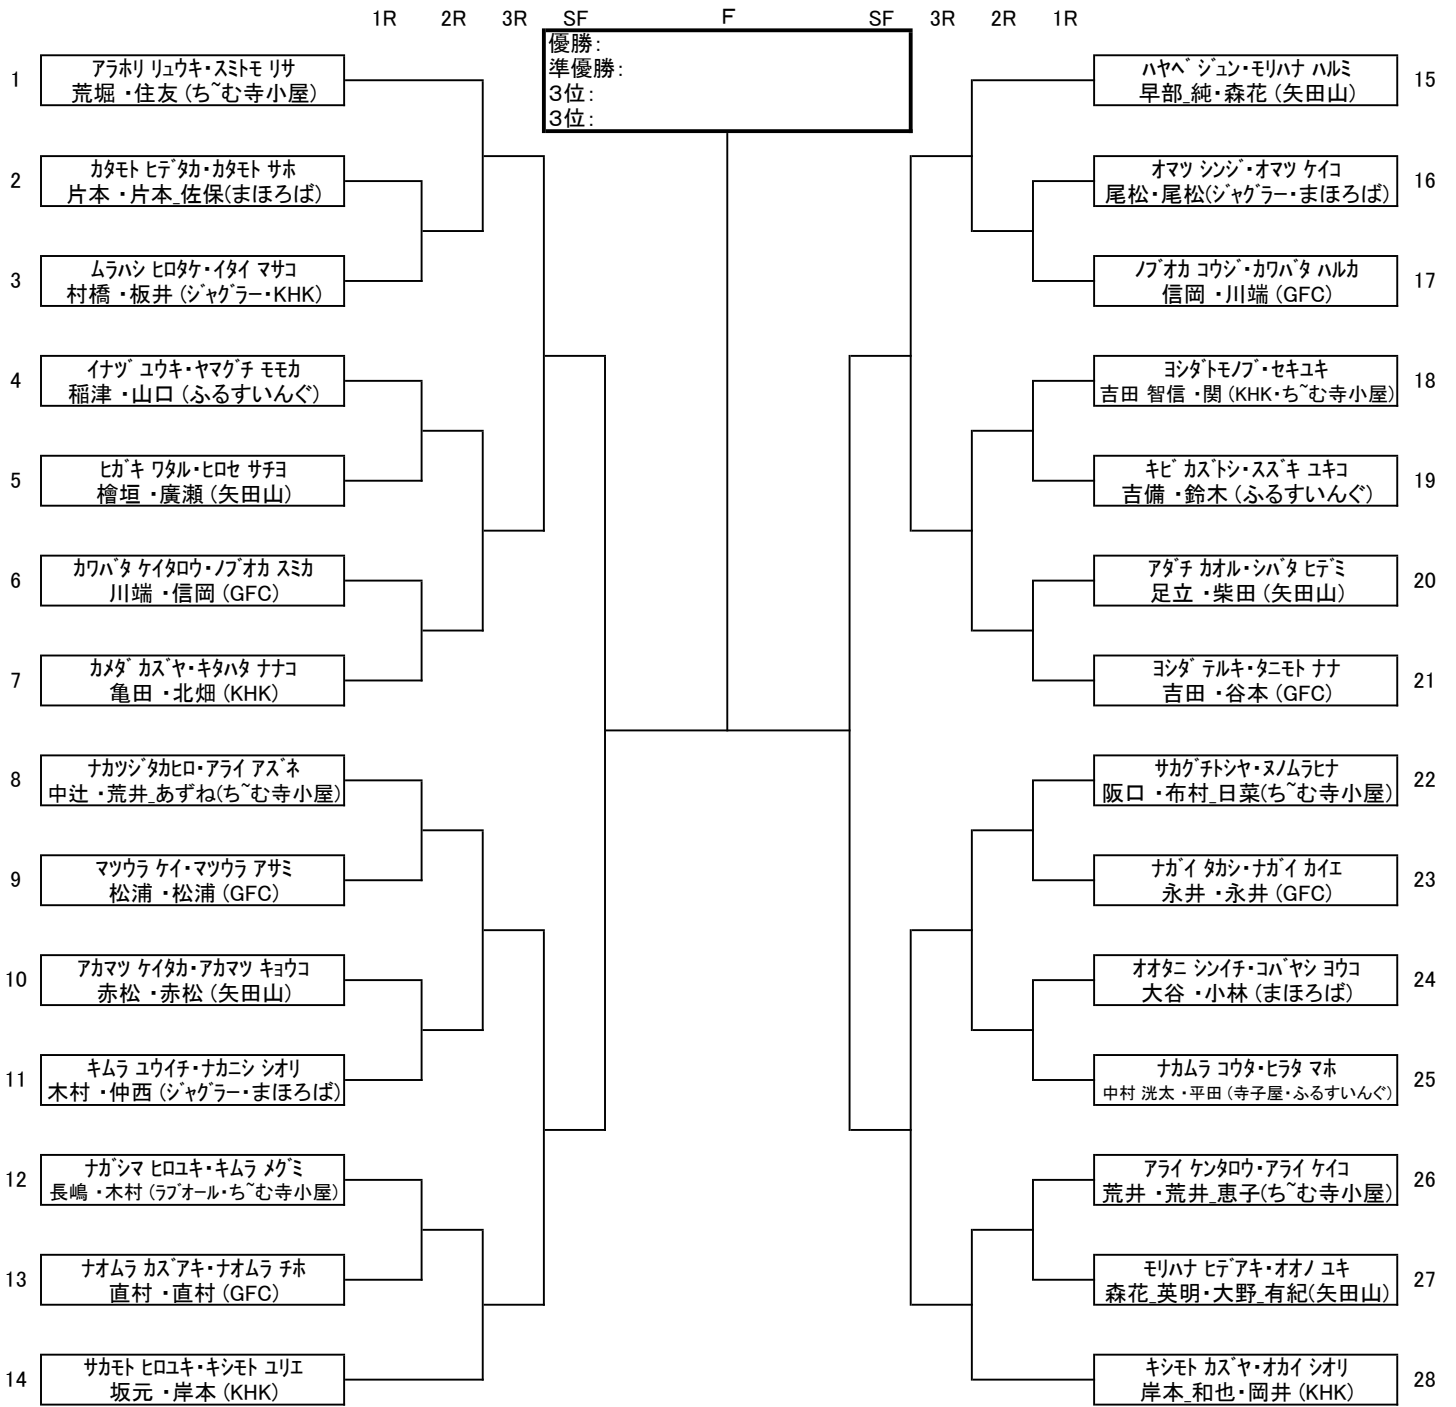 1R 2R 3R SF F SF 3R 2R 1R
優勝：
準優勝：
３位：
３位：
1 ｱﾗﾎﾘ ﾘｭｳｷ・ｽﾐﾄﾓ ﾘｻ
荒堀 ・住友 (ち~む寺小屋)
2 ｶﾀﾓﾄ ﾋﾃﾞﾀｶ・ｶﾀﾓﾄ ｻﾎ
片本 ・片本_佐保(まほろば)
3 ﾑﾗﾊｼ ﾋﾛﾀｹ・ｲﾀｲ ﾏｻｺ
村橋 ・板井 (ｼﾞｬｸﾞﾗｰ・KHK)
4 ｲﾅﾂﾞ ﾕｳｷ・ﾔﾏｸﾞﾁ ﾓﾓｶ
稲津 ・山口 (ふるすいんぐ)
5 ﾋｶﾞｷ ﾜﾀﾙ・ﾋﾛｾ ｻﾁﾖ
檜垣 ・廣瀬 (矢田山)
6 ｶﾜﾊﾞﾀ ｹｲﾀﾛｳ・ﾉﾌﾞｵｶ ｽﾐｶ
川端 ・信岡 (GFC)
7 ｶﾒﾀﾞ ｶｽﾞﾔ・ｷﾀﾊﾀ ﾅﾅｺ
亀田 ・北畑 (KHK)
8 ﾅｶﾂｼﾞﾀｶﾋﾛ・ｱﾗｲ ｱｽﾞﾈ
中辻 ・荒井_あずね(ち~む寺小屋)
9 ﾏﾂｳﾗ ｹｲ・ﾏﾂｳﾗ ｱｻﾐ
松浦 ・松浦 (GFC)
10 ｱｶﾏﾂ ｹｲﾀｶ・ｱｶﾏﾂ ｷｮｳｺ
赤松 ・赤松 (矢田山)
11 ｷﾑﾗ ﾕｳｲﾁ・ﾅｶﾆｼ ｼｵﾘ
木村 ・仲西 (ｼﾞｬｸﾞﾗｰ・まほろば)
12 ﾅｶﾞｼﾏ ﾋﾛﾕｷ・ｷﾑﾗ ﾒｸﾞﾐ
長嶋 ・木村 (ﾗﾌﾞｵｰﾙ・ち~む寺小屋)
13 ﾅｵﾑﾗ ｶｽﾞｱｷ・ﾅｵﾑﾗ ﾁﾎ
直村 ・直村 (GFC)
14 ｻｶﾓﾄ ﾋﾛﾕｷ・ｷｼﾓﾄ ﾕﾘｴ
坂元 ・岸本 (KHK)
ﾊﾔﾍﾞ ｼﾞｭﾝ・ﾓﾘﾊﾅ ﾊﾙﾐ 15
早部_純・森花 (矢田山)
ｵﾏﾂ ｼﾝｼﾞ・ｵﾏﾂ ｹｲｺ 16
尾松・尾松(ｼﾞｬｸﾞﾗｰ・まほろば)
ﾉﾌﾞｵｶ ｺｳｼﾞ・ｶﾜﾊﾞﾀ ﾊﾙｶ 17
信岡 ・川端 (GFC)
ﾖｼﾀﾞﾄﾓﾉﾌﾞ・ｾｷﾕｷ 18
吉田 智信 ・関 (KHK・ち~む寺小屋)
ｷﾋﾞ ｶｽﾞﾄｼ・ｽｽﾞｷ ﾕｷｺ 19
吉備 ・鈴木 (ふるすいんぐ)
ｱﾀﾞﾁ ｶｵﾙ・ｼﾊﾞﾀ ﾋﾃﾞﾐ 20
足立 ・柴田 (矢田山)
ﾖｼﾀﾞ ﾃﾙｷ・ﾀﾆﾓﾄ ﾅﾅ 21
吉田 ・谷本 (GFC)
ｻｶｸﾞﾁﾄｼﾔ・ﾇﾉﾑﾗﾋﾅ 22
阪口 ・布村_日菜(ち~む寺小屋)
ﾅｶﾞｲ ﾀｶｼ・ﾅｶﾞｲ ｶｲｴ 23
永井 ・永井 (GFC)
ｵｵﾀﾆ ｼﾝｲﾁ・ｺﾊﾞﾔｼ ﾖｳｺ 24
大谷 ・小林 (まほろば)
ﾅｶﾑﾗ ｺｳﾀ・ﾋﾗﾀ ﾏﾎ 25
中村 洸太 ・平田 (寺子屋・ふるすいんぐ)
ｱﾗｲ ｹﾝﾀﾛｳ・ｱﾗｲ ｹｲｺ 26
荒井 ・荒井_恵子(ち~む寺小屋)
ﾓﾘﾊﾅ ﾋﾃﾞｱｷ・ｵｵﾉ ﾕｷ 27
森花_英明・大野_有紀(矢田山)
ｷｼﾓﾄ ｶｽﾞﾔ・ｵｶｲ ｼｵﾘ 28
岸本_和也・岡井 (KHK)